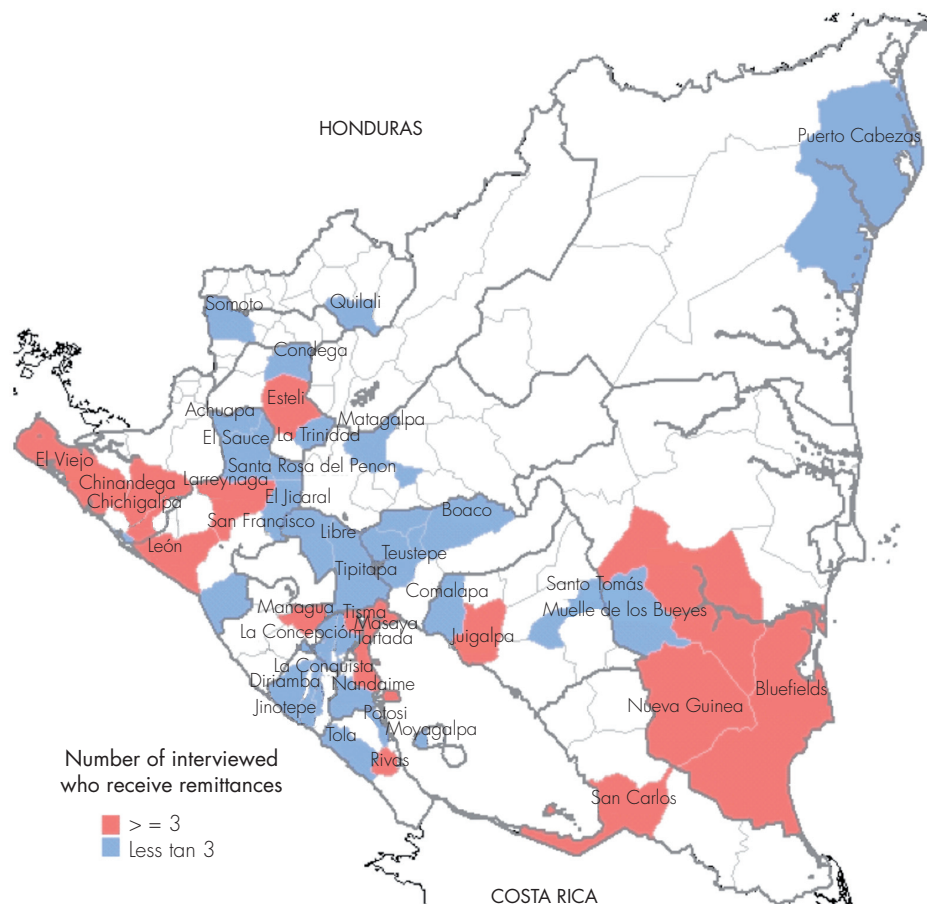 HONDURAS
Puerto Cabezas
Somoto
Quilali
Condega
Esteli
Achuapa
Matagalpa
El Sauce
La Trinidad
El Viejo
Santa Rosa del Penon
Chinandega
Larreynaga
El Jicaral
Chichigalpa
Boaco
San Francisco
Libre
León
Teustepe
Tipitapa
Santo Tomás
Comalapa
Managua
Tisma
Muelle de los Bueyes
Masaya
La Concepción
Juigalpa
La Conquista
Diriamba
Nandaime
Bluefields
Nueva Guinea
Jinotepe
Potosi
Moyagalpa
Tola
Rivas
San Carlos
Number of interviewed
who receive remittances
> = 3
Less tan 3
COSTA RICA